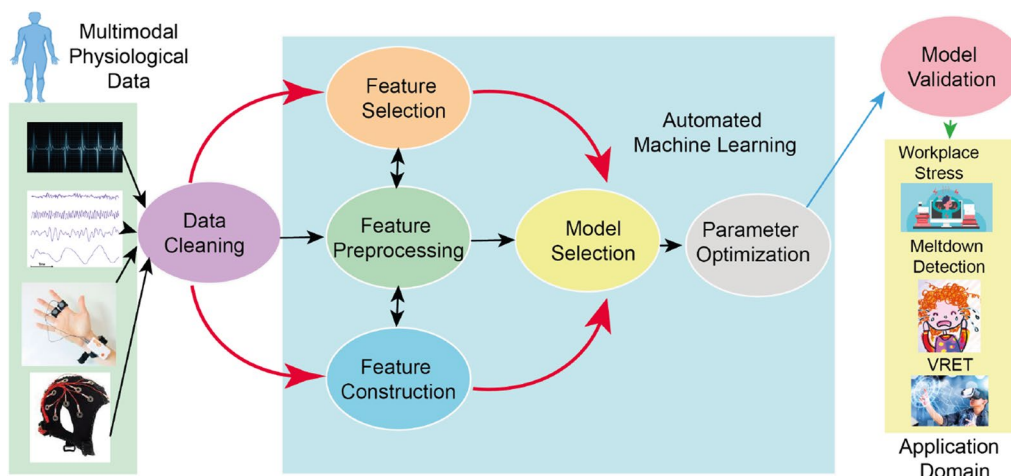 Multimodal
Physiological
Data
Data
Cleaning
Feature
Selection
Feature
Preprocessing
Feature
Construction
Automated
Machine Learning
Model
Selection
Parameter
Optimization
Model
Validation
Workplace
Stress
Meltdown
Detection
VRET
Application
Domain